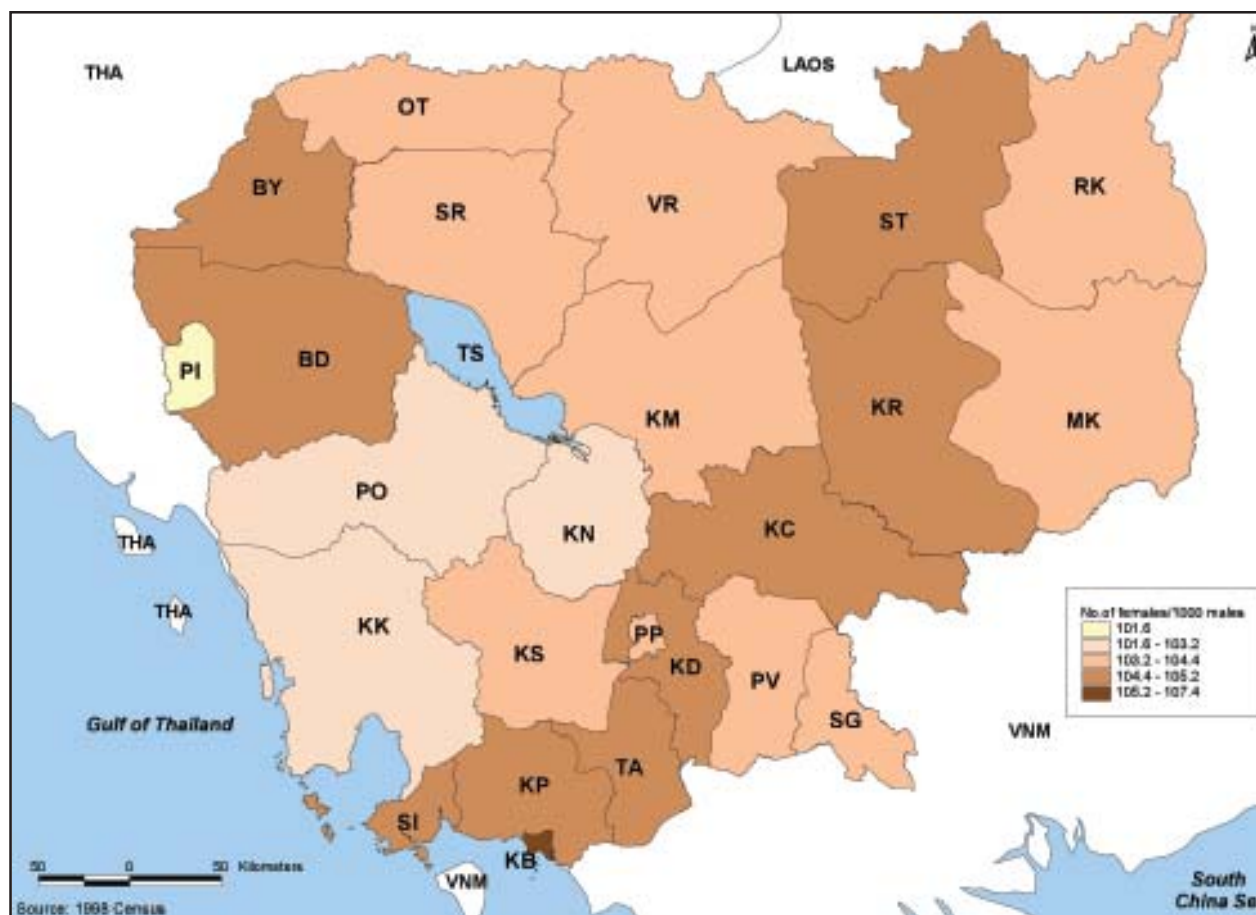 THA
LAOS
OT
BY
SR
VR
ST
RK
PI
BD
TS
KM
KR
MK
PO
KN
KC
THA
THA
KK
KS
PP
KD
PV
SG
No.of females/1000 males
101.6
101.6 - 103.2
103.2 - 104.4
104.4 - 105.2
105.2 - 107.4
Gulf of Thailand
VNM
TA
KP
SI
KB
VNM
50 0 50 Kilometers
Source: 1998 Census
South
China Se